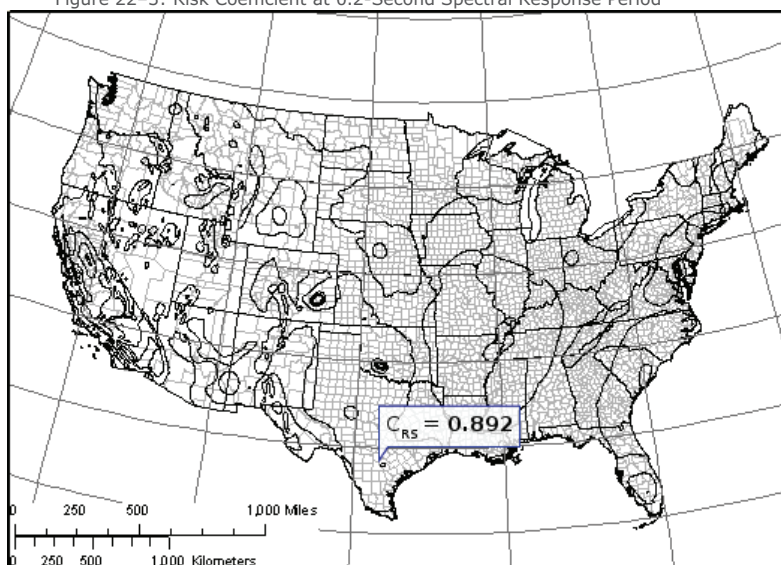 Figure 22–3: Risk Coefficient at 0.2-Second Spectral Response Period
C_RS = 0.892
0 250 500 1,000 Miles
0 250 500 1,000 Kilometers